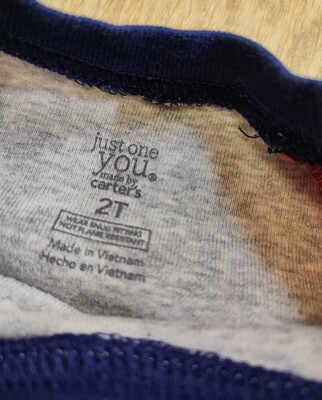 just one
you®
made by
carter's
2T
WEAR SNUG FITTING
NOT FLAME RESISTANT
Made in Vietnam
Hecho en Vietnam